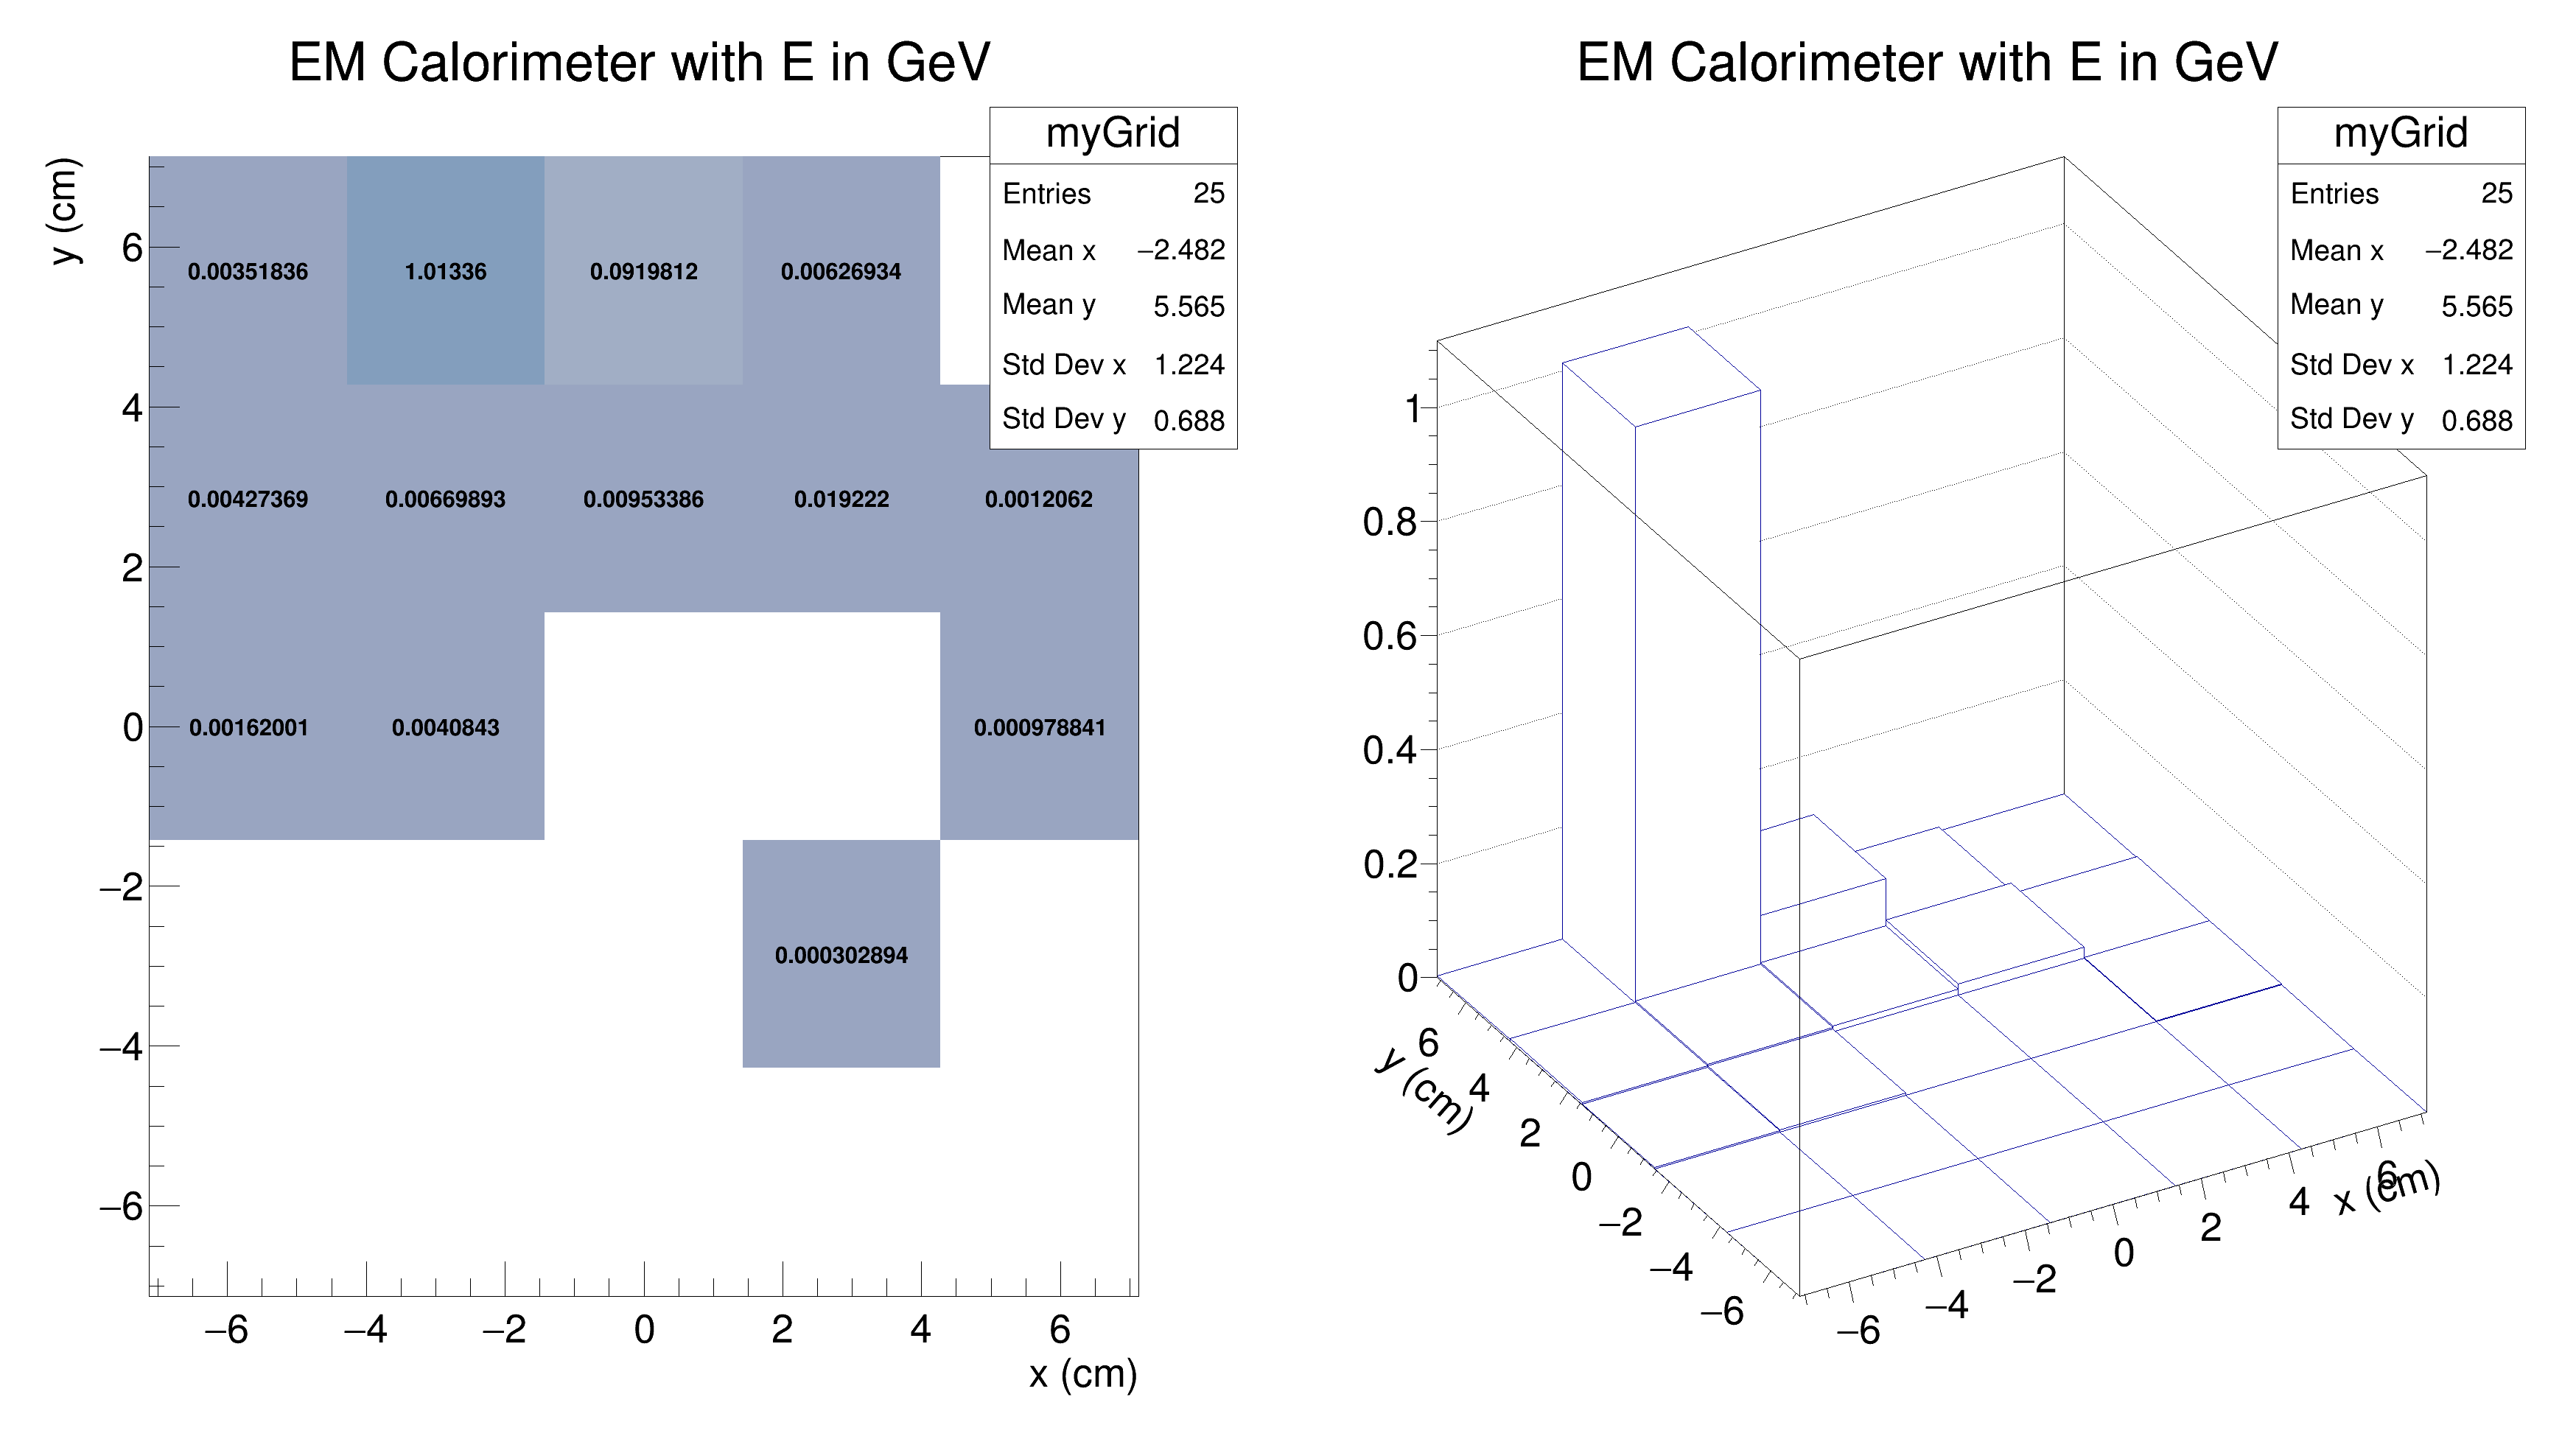 EM Calorimeter with E in GeV
myGrid
Entries 25
Mean x −2.482
Mean y 5.565
Std Dev x 1.224
Std Dev y 0.688
y (cm)
6
4
2
0
−2
−4
−6
0.00351836 1.01336 0.0919812 0.00626934
0.00427369 0.00669893 0.00953386 0.019222 0.0012062
0.00162001 0.0040843 0.000978841
0.000302894
−6 −4 −2 0 2 4 6
x (cm)
EM Calorimeter with E in GeV
myGrid
Entries 25
Mean x −2.482
Mean y 5.565
Std Dev x 1.224
Std Dev y 0.688
1
0.8
0.6
0.4
0.2
0
y (cm)
6
4
2
0
−2
−4
−6
−6 −4 −2 0 2 4 6
x (cm)